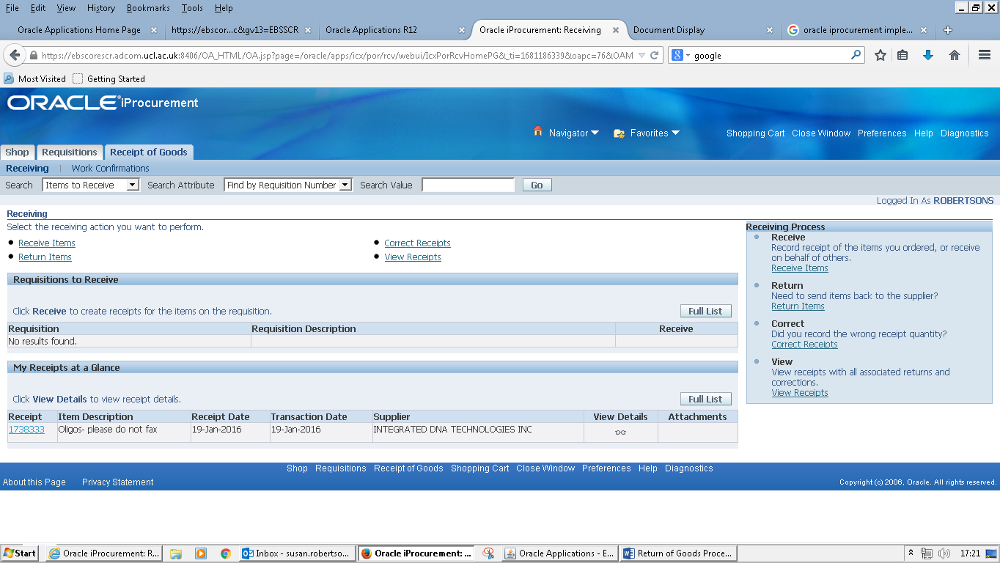 File Edit View History Bookmarks Tools Help
Oracle Applications Home Page https://ebscor...c&gv13=EBSSCR Oracle Applications R12 Oracle iProcurement: Receiving Document Display oracle iprocurement imple...
https://ebscorescr.adcom.ucl.ac.uk:8406/OA_HTML/OA.jsp?page=/oracle/apps/icx/por/rcv/webui/IcxPorRcvHomePG&_ti=1681186339&oapc=76&OAM google
Most Visited Getting Started
ORACLE® iProcurement
Navigator Favorites Shopping Cart Close Window Preferences Help Diagnostics
Shop Requisitions Receipt of Goods
Receiving | Work Confirmations
Search Items to Receive Search Attribute Find by Requisition Number Search Value Go
Logged In As ROBERTSONS
Receiving
Select the receiving action you want to perform.
Receive Items Correct Receipts
Return Items View Receipts
Requisitions to Receive
Click Receive to create receipts for the items on the requisition. Full List
Requisition Requisition Description Receive
No results found.
My Receipts at a Glance
Click View Details to view receipt details. Full List
Receipt Item Description Receipt Date Transaction Date Supplier View Details Attachments
1738333 Oligos- please do not fax 19-Jan-2016 19-Jan-2016 INTEGRATED DNA TECHNOLOGIES INC
Receiving Process
Receive
Record receipt of the items you ordered, or receive
on behalf of others.
Receive Items
Return
Need to send items back to the supplier?
Return Items
Correct
Did you record the wrong receipt quantity?
Correct Receipts
View
View receipts with all associated returns and
corrections.
View Receipts
Shop Requisitions Receipt of Goods Shopping Cart Close Window Preferences Help Diagnostics
About this Page Privacy Statement Copyright (c) 2006, Oracle. All rights reserved.
Start Oracle iProcurement: R... Inbox - susan.robertso... Oracle iProcurement: ... Oracle Applications - E... Return of Goods Proce... 17:21